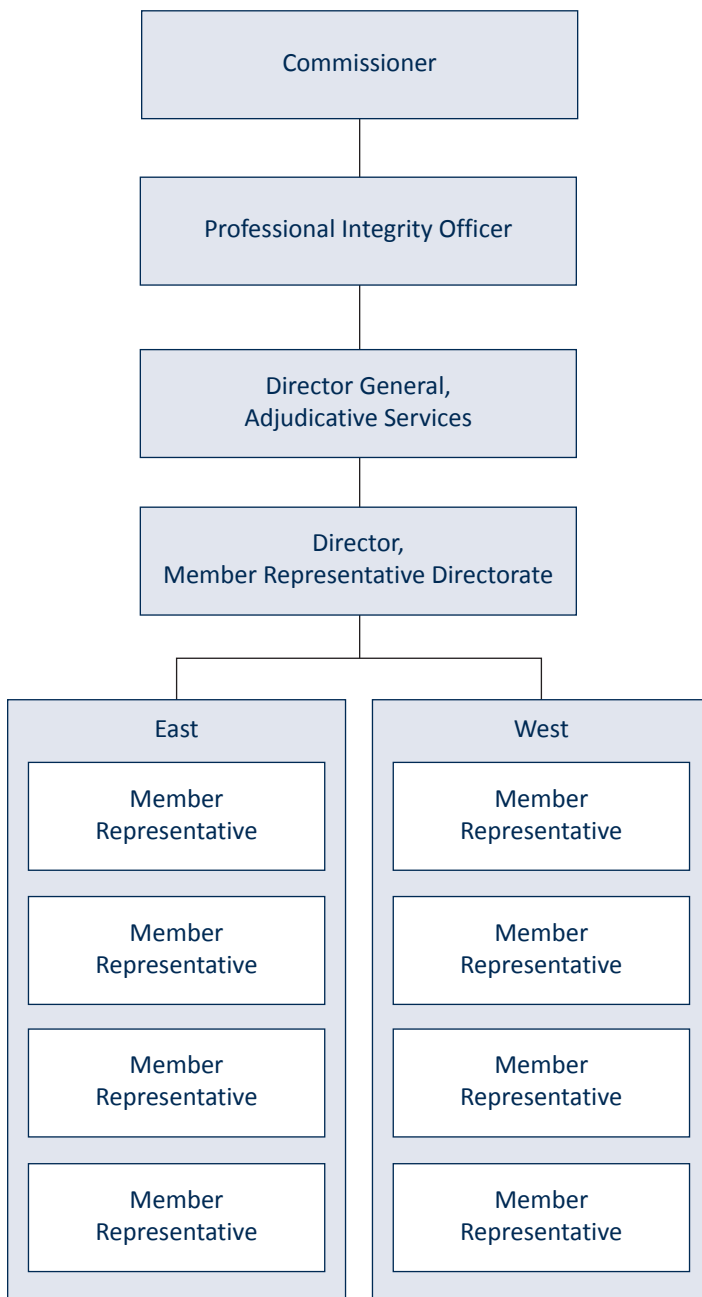 Commissioner
Professional Integrity Officer
Director General,
Adjudicative Services
Director,
Member Representative Directorate
East
Member
Representative
Member
Representative
Member
Representative
Member
Representative
West
Member
Representative
Member
Representative
Member
Representative
Member
Representative